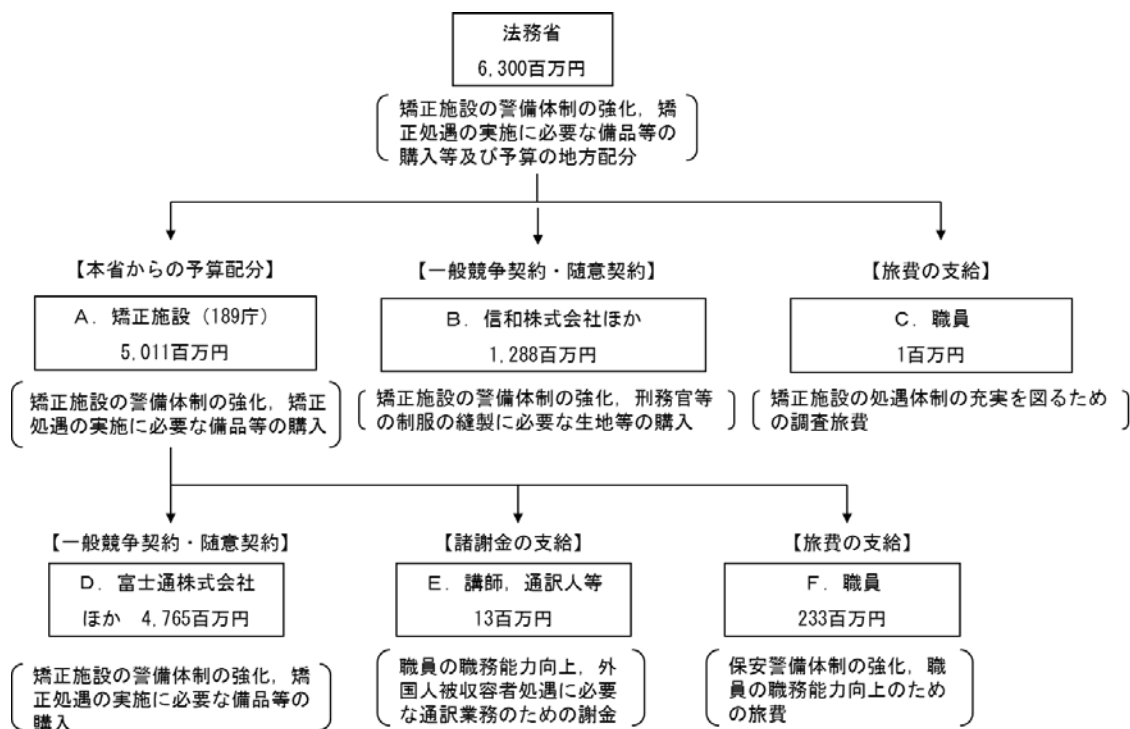 法務省
6,300百万円
矯正施設の警備体制の強化，矯
正処遇の実施に必要な備品等の
購入等及び予算の地方配分
【本省からの予算配分】
A．矯正施設（189庁）
5,011百万円
矯正施設の警備体制の強化，矯正
処遇の実施に必要な備品等の購入
【一般競争契約・随意契約】
B．信和株式会社ほか
1,288百万円
矯正施設の警備体制の強化，刑務官等
の制服の縫製に必要な生地等の購入
【旅費の支給】
C．職員
1百万円
矯正施設の処遇体制の充実を図るため
の調査旅費
【一般競争契約・随意契約】
D．富士通株式会社
ほか　4,765百万円
矯正施設の警備体制の強化，矯
正処遇の実施に必要な備品等の
購入
【諸謝金の支給】
E．講師，通訳人等
13百万円
職員の職務能力向上，外
国人被収容者処遇に必要
な通訳業務のための謝金
【旅費の支給】
F．職員
233百万円
保安警備体制の強化，職
員の職務能力向上のため
の旅費